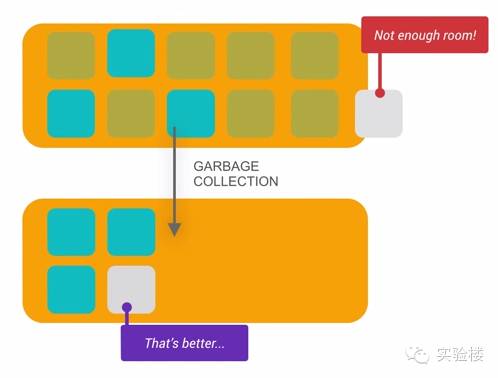 Not enough room!
GARBAGE
COLLECTION
That's better...
实验楼